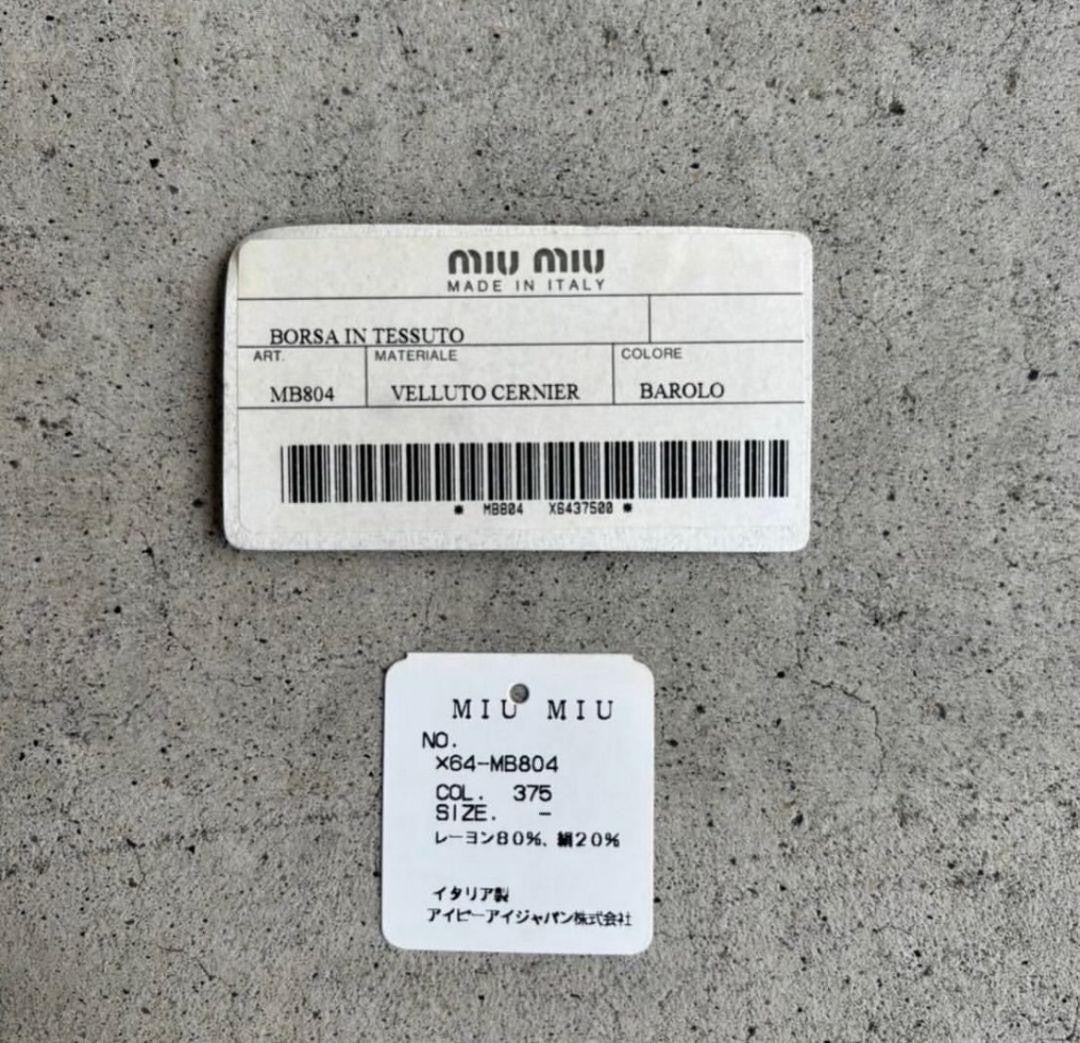 MIU MIU
MADE IN ITALY
BORSA IN TESSUTO
ART. MATERIALE COLORE
MB804 VELLUTO CERNIER BAROLO
* MB804 X6437500 *
MIU MIU
NO.
X64-MB804
COL. 375
SIZE. -
レーヨン80%、絹20%
イタリア製
アイピーアイジャパン株式会社